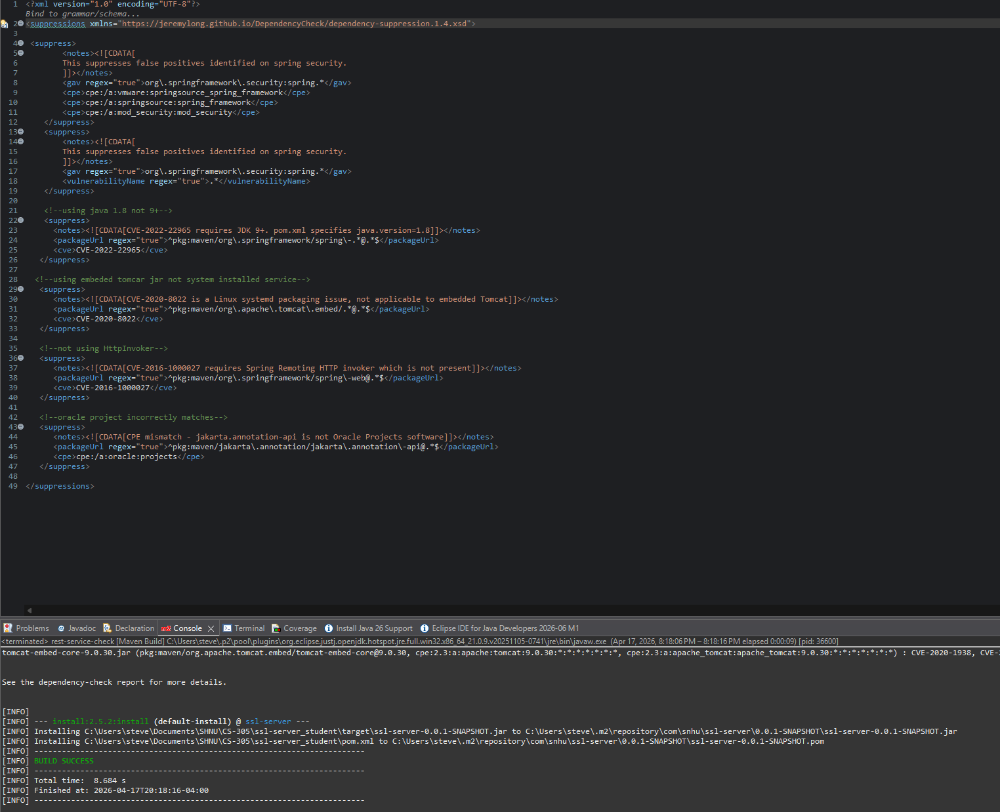 1 <?xml version="1.0" encoding="UTF-8"?>
Bind to grammar/schema...
2 <suppressions xmlns="https://jeremylong.github.io/DependencyCheck/dependency-suppression.1.4.xsd">
3
4 <suppress>
5 <notes><![CDATA[
6 This suppresses false positives identified on spring security.
7 ]]></notes>
8 <gav regex="true">org\.springframework\.security:spring.*</gav>
9 <cpe>cpe:/a:vmware:springsource_spring_framework</cpe>
10 <cpe>cpe:/a:springsource:spring_framework</cpe>
11 <cpe>cpe:/a:mod_security:mod_security</cpe>
12 </suppress>
13 <suppress>
14 <notes><![CDATA[
15 This suppresses false positives identified on spring security.
16 ]]></notes>
17 <gav regex="true">org\.springframework\.security:spring.*</gav>
18 <vulnerabilityName regex="true">.*</vulnerabilityName>
19 </suppress>
20
21 <!--using java 1.8 not 9+-->
22 <suppress>
23 <notes><![CDATA[CVE-2022-22965 requires JDK 9+. pom.xml specifies java.version=1.8]]></notes>
24 <packageUrl regex="true">^pkg:maven/org\.springframework/spring\-.*@.*$</packageUrl>
25 <cve>CVE-2022-22965</cve>
26 </suppress>
27
28 <!--using embeded tomcar jar not system installed service-->
29 <suppress>
30 <notes><![CDATA[CVE-2020-8022 is a Linux systemd packaging issue, not applicable to embedded Tomcat]]></notes>
31 <packageUrl regex="true">^pkg:maven/org\.apache\.tomcat\.embed/.*@.*$</packageUrl>
32 <cve>CVE-2020-8022</cve>
33 </suppress>
34
35 <!--not using HttpInvoker-->
36 <suppress>
37 <notes><![CDATA[CVE-2016-1000027 requires Spring Remoting HTTP invoker which is not present]]></notes>
38 <packageUrl regex="true">^pkg:maven/org\.springframework/spring\-web@.*$</packageUrl>
39 <cve>CVE-2016-1000027</cve>
40 </suppress>
41
42 <!--oracle project incorrectly matches-->
43 <suppress>
44 <notes><![CDATA[CPE mismatch - jakarta.annotation-api is not Oracle Projects software]]></notes>
45 <packageUrl regex="true">^pkg:maven/jakarta\.annotation/jakarta\.annotation\-api@.*$</packageUrl>
46 <cpe>cpe:/a:oracle:projects</cpe>
47 </suppress>
48
49 </suppressions>
Problems Javadoc Declaration Console Terminal Coverage Install Java 26 Support Eclipse IDE for Java Developers 2026-06 M1
<terminated> rest-service-check [Maven Build] C:\Users\steve\.p2\pool\plugins\org.eclipse.justj.openjdk.hotspot.jre.full.win32.x86_64_21.0.9.v20251105-0741\jre\bin\javaw.exe (Apr 17, 2026, 8:18:06 PM – 8:18:16 PM elapsed 0:00:09) [pid: 36600]
tomcat-embed-core-9.0.30.jar (pkg:maven/org.apache.tomcat.embed/tomcat-embed-core@9.0.30, cpe:2.3:a:apache:tomcat:9.0.30:*:*:*:*:*:*:*, cpe:2.3:a:apache_tomcat:apache_tomcat:9.0.30:*:*:*:*:*:*:*) : CVE-2020-1938, CVE-
See the dependency-check report for more details.
[INFO]
[INFO] --- install:2.5.2:install (default-install) @ ssl-server ---
[INFO] Installing C:\Users\steve\Documents\SHNU\CS-305\ssl-server_student\target\ssl-server-0.0.1-SNAPSHOT.jar to C:\Users\steve\.m2\repository\com\snhu\ssl-server\0.0.1-SNAPSHOT\ssl-server-0.0.1-SNAPSHOT.jar
[INFO] Installing C:\Users\steve\Documents\SHNU\CS-305\ssl-server_student\pom.xml to C:\Users\steve\.m2\repository\com\snhu\ssl-server\0.0.1-SNAPSHOT\ssl-server-0.0.1-SNAPSHOT.pom
[INFO] ------------------------------------------------------------------------
[INFO] BUILD SUCCESS
[INFO] ------------------------------------------------------------------------
[INFO] Total time:  8.684 s
[INFO] Finished at: 2026-04-17T20:18:16-04:00
[INFO] ------------------------------------------------------------------------